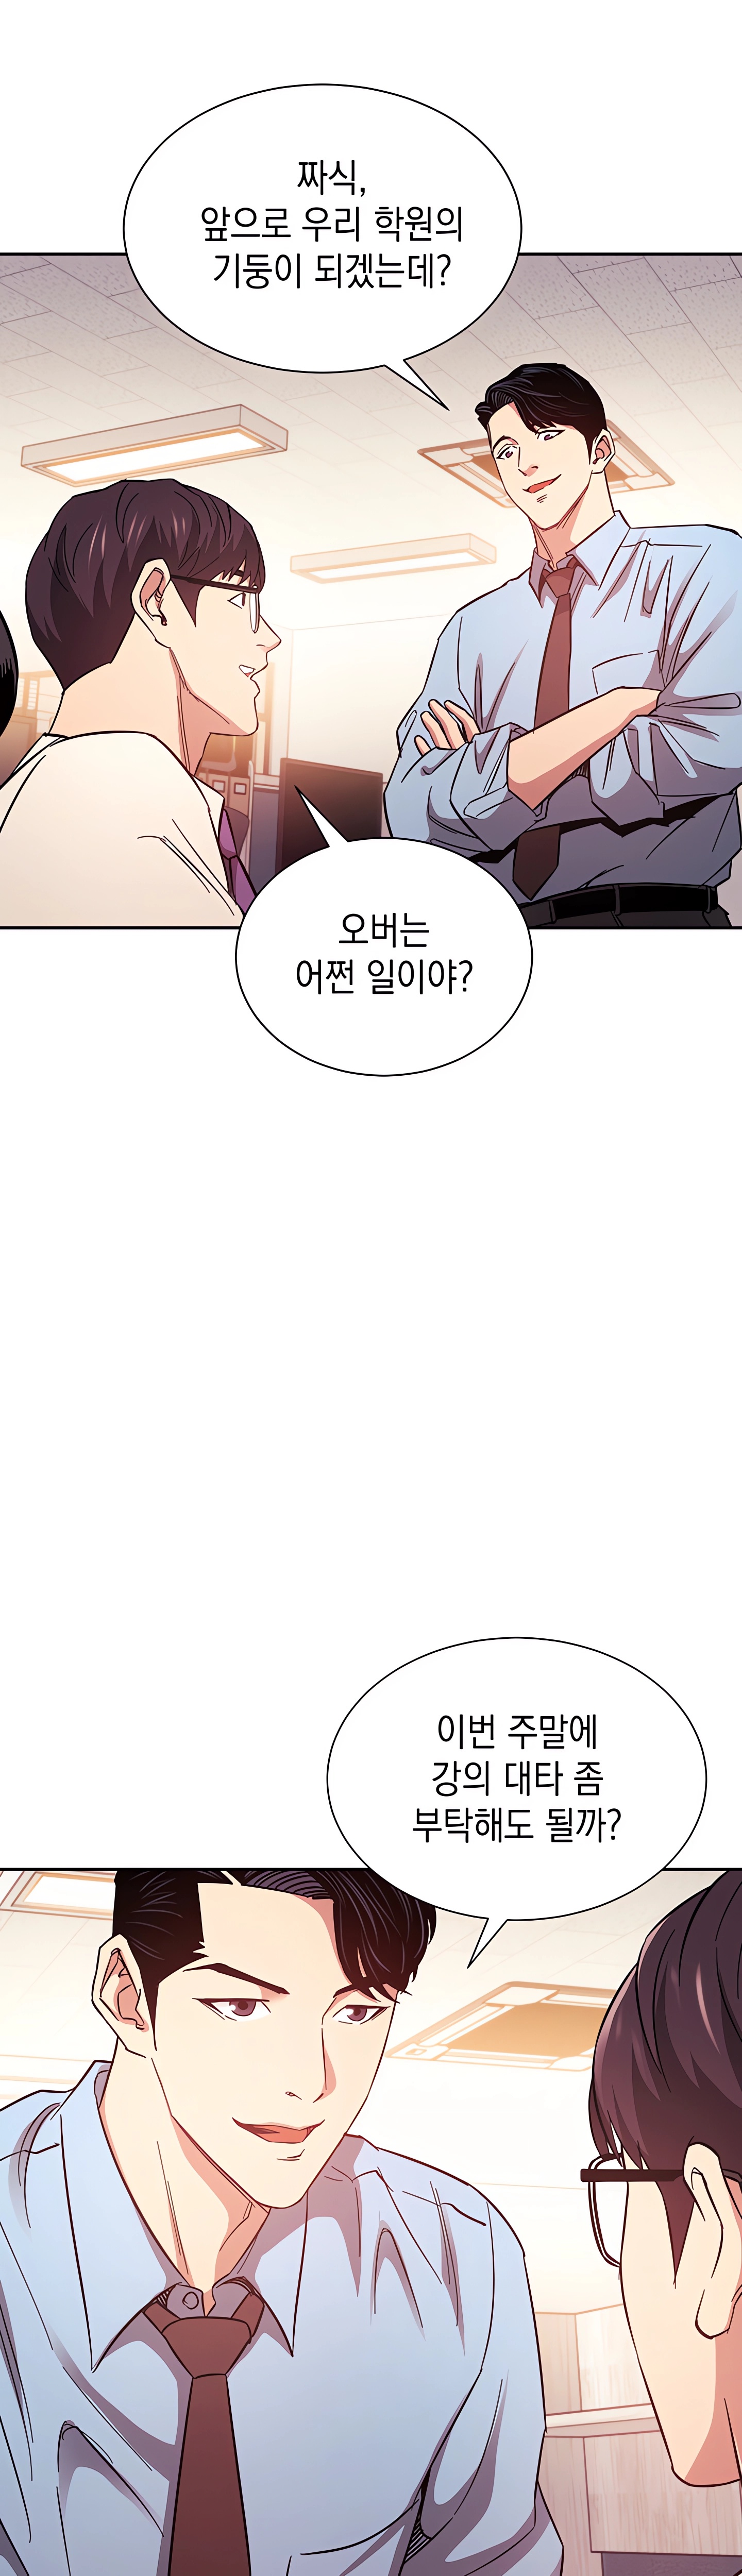 짜식,
앞으로 우리 학원의
기둥이 되겠는데?
오버는
어쩐 일이야?
이번 주말에
강의 대타 좀
부탁해도 될까?